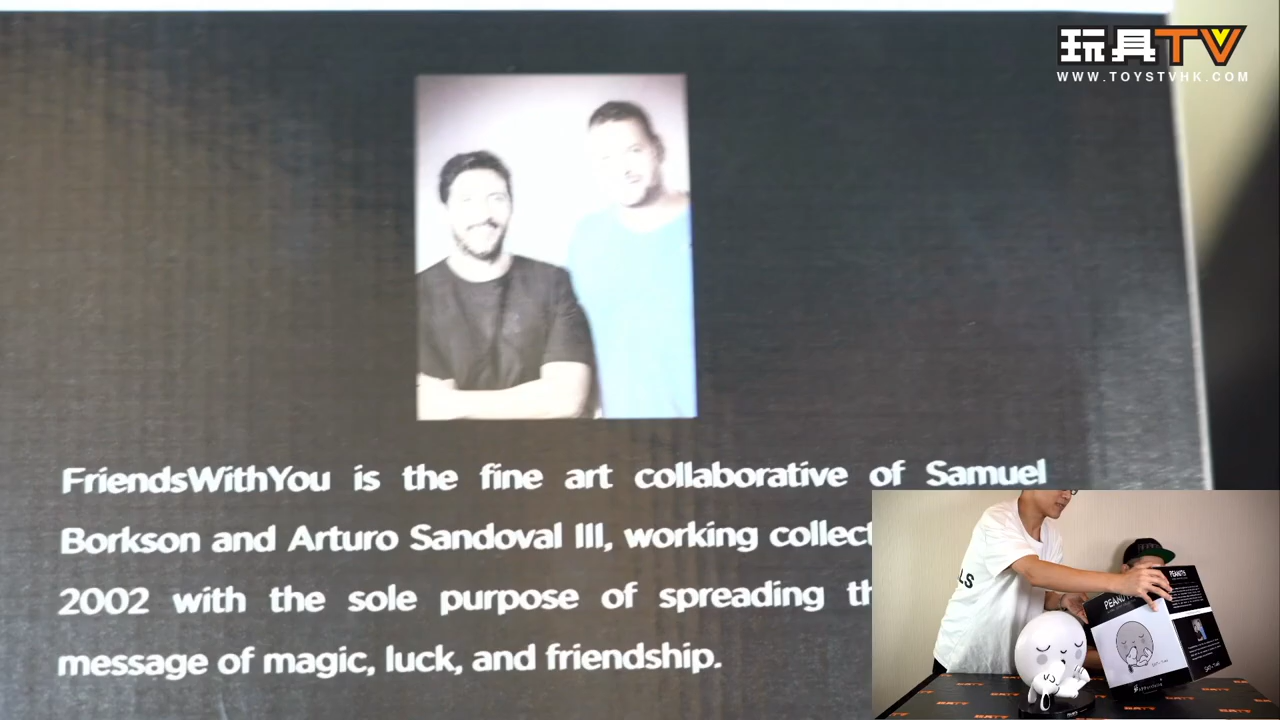 玩具TV
WWW.TOYSTVHK.COM
FriendsWithYou is the fine art collaborative of Samuel
Borkson and Arturo Sandoval III, working collect
2002 with the sole purpose of spreading th
message of magic, luck, and friendship.
PEANUTS
PEANUTS